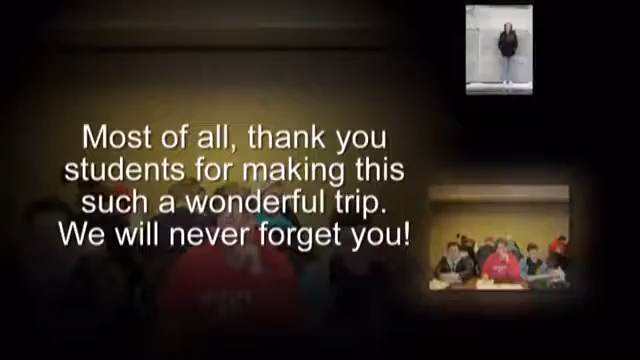 Most of all, thank you
students for making this
such a wonderful trip.
We will never forget you!